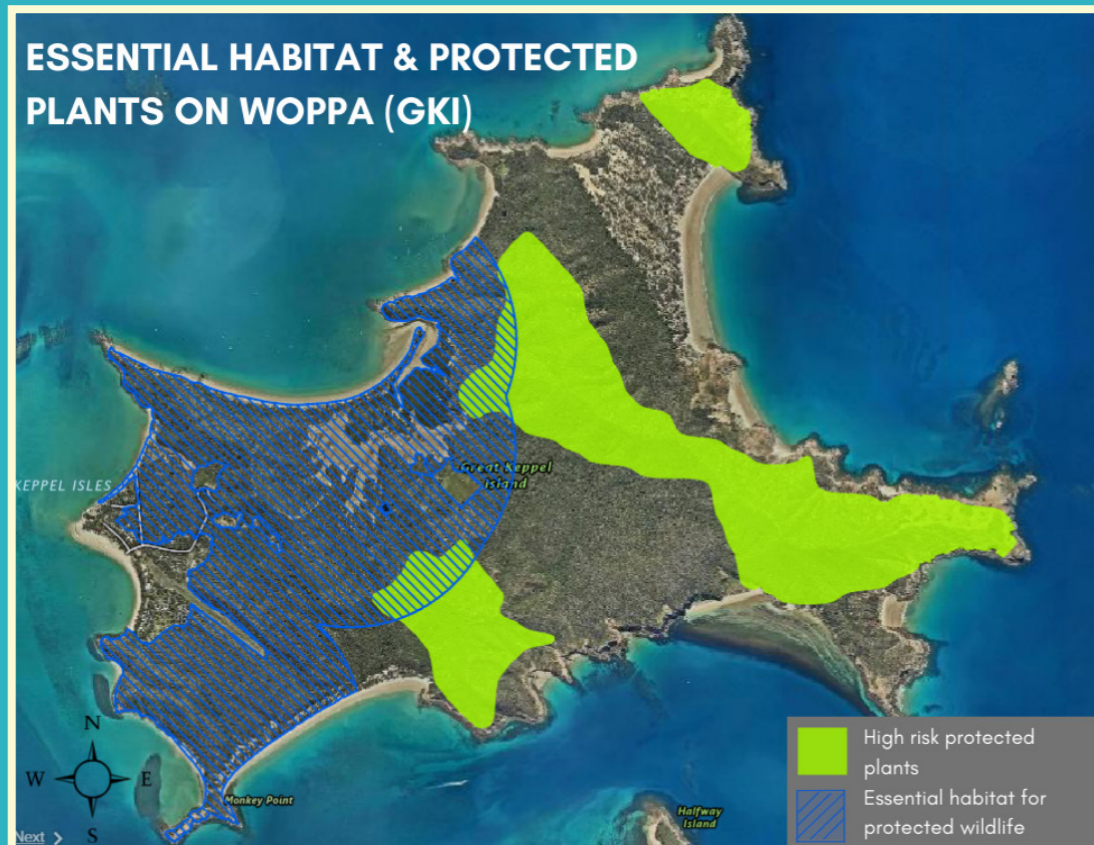 ESSENTIAL HABITAT & PROTECTED
PLANTS ON WOPPA (GKI)
Great Keppel
Island
KEPPEL ISLES
N
W
E
S
Monkey Point
Halfway
Island
Next >
High risk protected
plants
Essential habitat for
protected wildlife